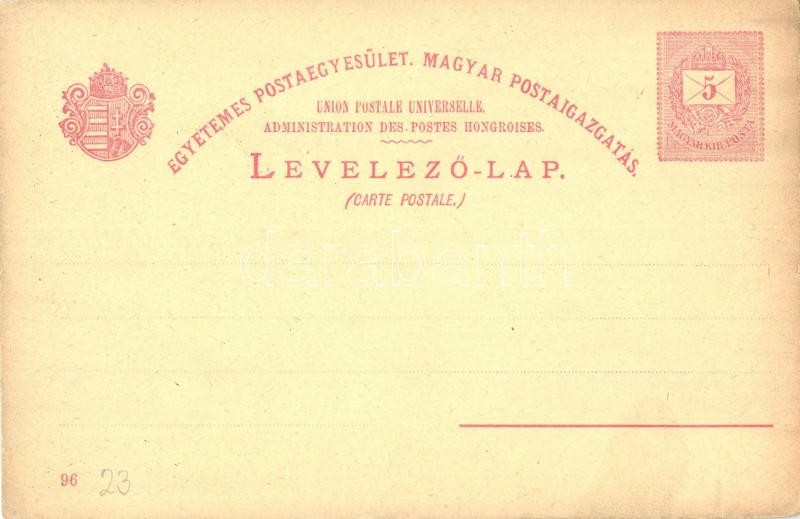 EGYETEMES POSTAEGYESÜLET. MAGYAR POSTAIGAZGATÁS.
UNION POSTALE UNIVERSELLE.
ADMINISTRATION DES POSTES HONGROISES.
LEVELEZŐ-LAP.
(CARTE POSTALE.)
5
MAGYAR KIR. POSTA
darabanth
96
23